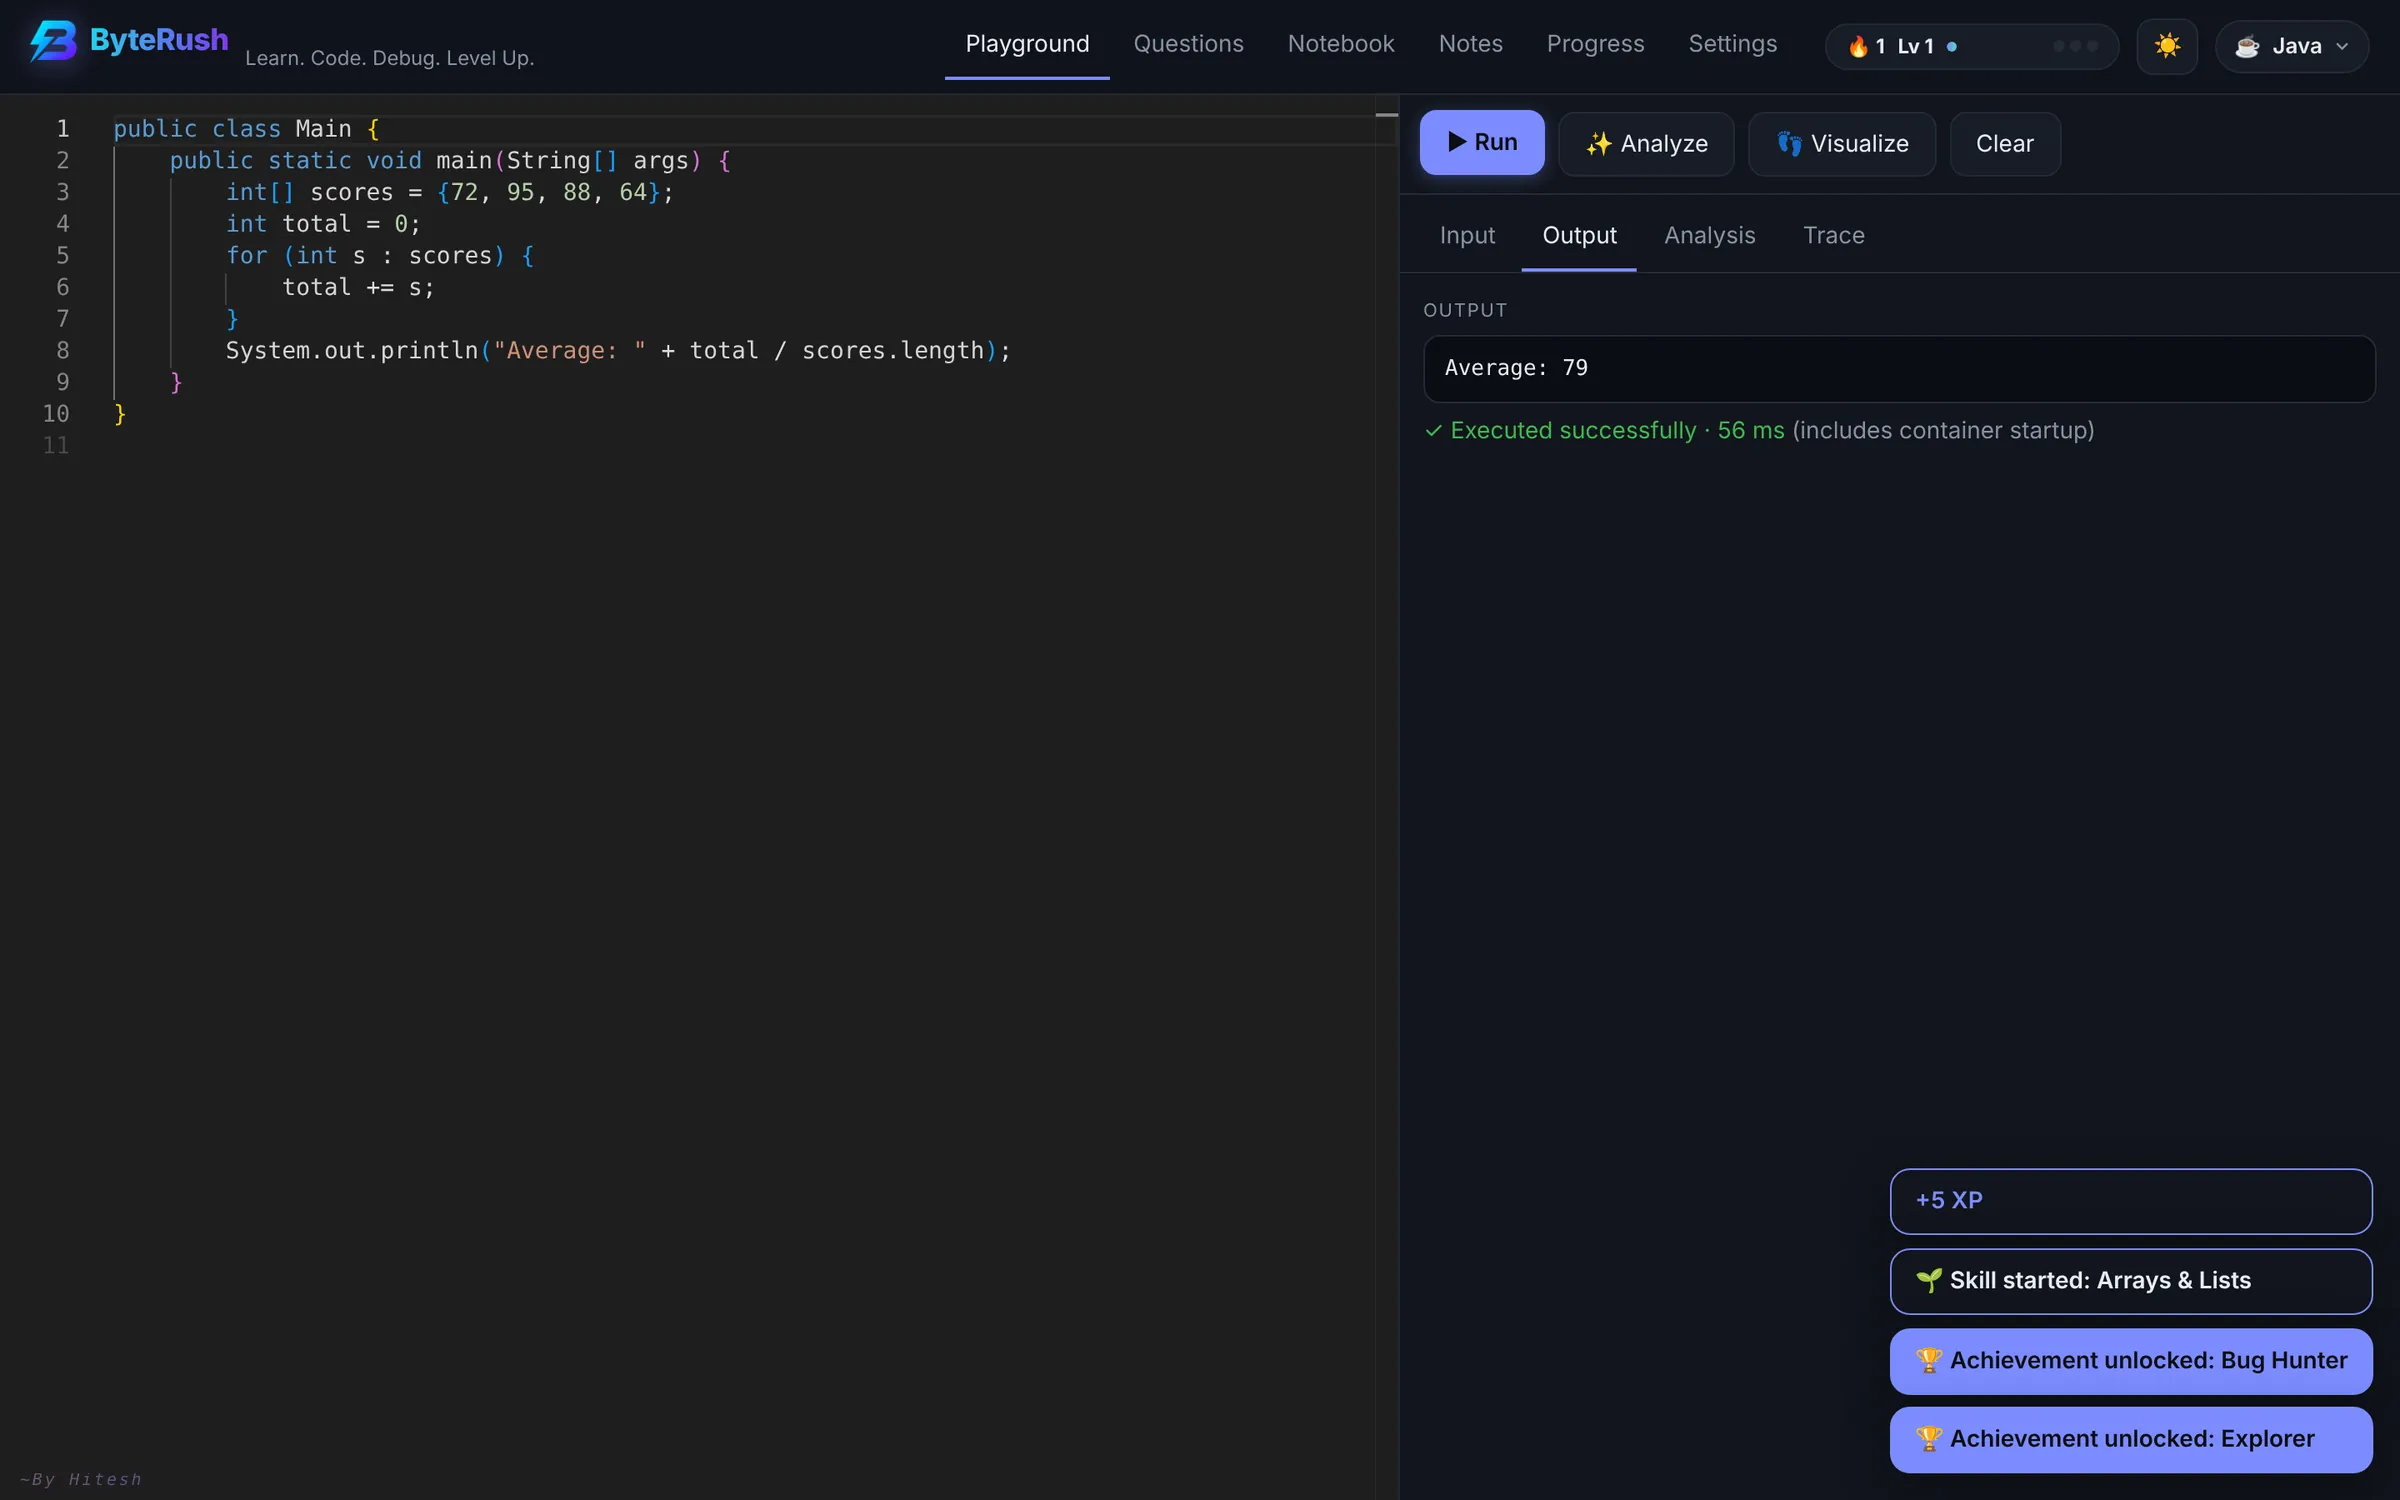 ByteRush Learn. Code. Debug. Level Up. Playground Questions Notebook Notes Progress Settings 🔥 1 Lv 1 ☀️ ☕ Java
1 public class Main {
2     public static void main(String[] args) {
3         int[] scores = {72, 95, 88, 64};
4         int total = 0;
5         for (int s : scores) {
6             total += s;
7         }
8         System.out.println("Average: " + total / scores.length);
9     }
10 }
11
▶ Run ✨ Analyze 👣 Visualize Clear
Input Output Analysis Trace
OUTPUT
Average: 79
✓ Executed successfully · 56 ms (includes container startup)
+5 XP
🌱 Skill started: Arrays & Lists
🏆 Achievement unlocked: Bug Hunter
🏆 Achievement unlocked: Explorer
~By Hitesh